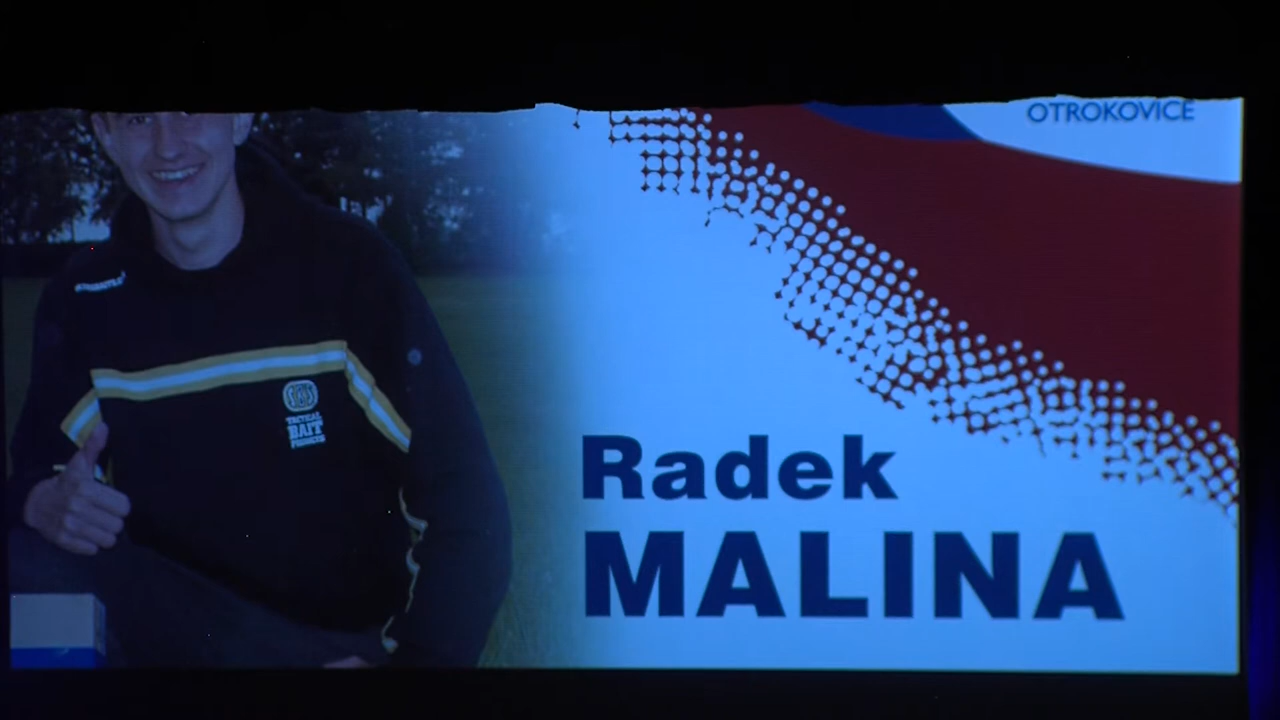 OTROKOVICE
TACTICAL
BAIT
PRODUCTS
Radek
MALINA